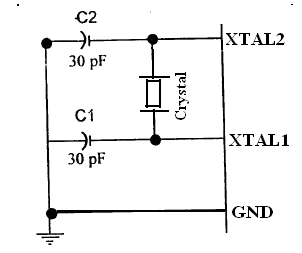 C2
XTAL2
30 pF
Crystal
C1
XTAL1
30 pF
GND